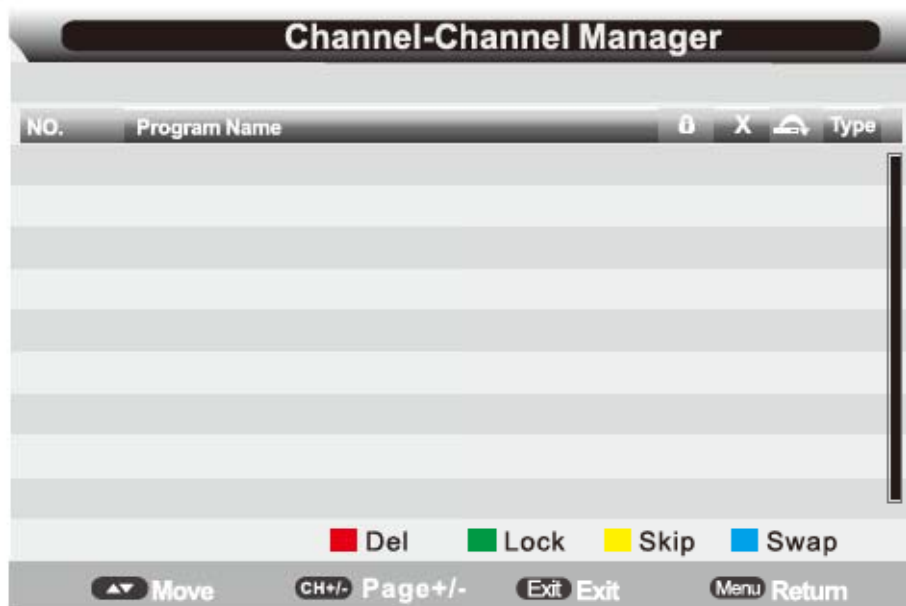 Channel-Channel Manager
NO. Program Name X Type
Del Lock Skip Swap
Move CH+/- Page+/- Exit Exit Menu Return